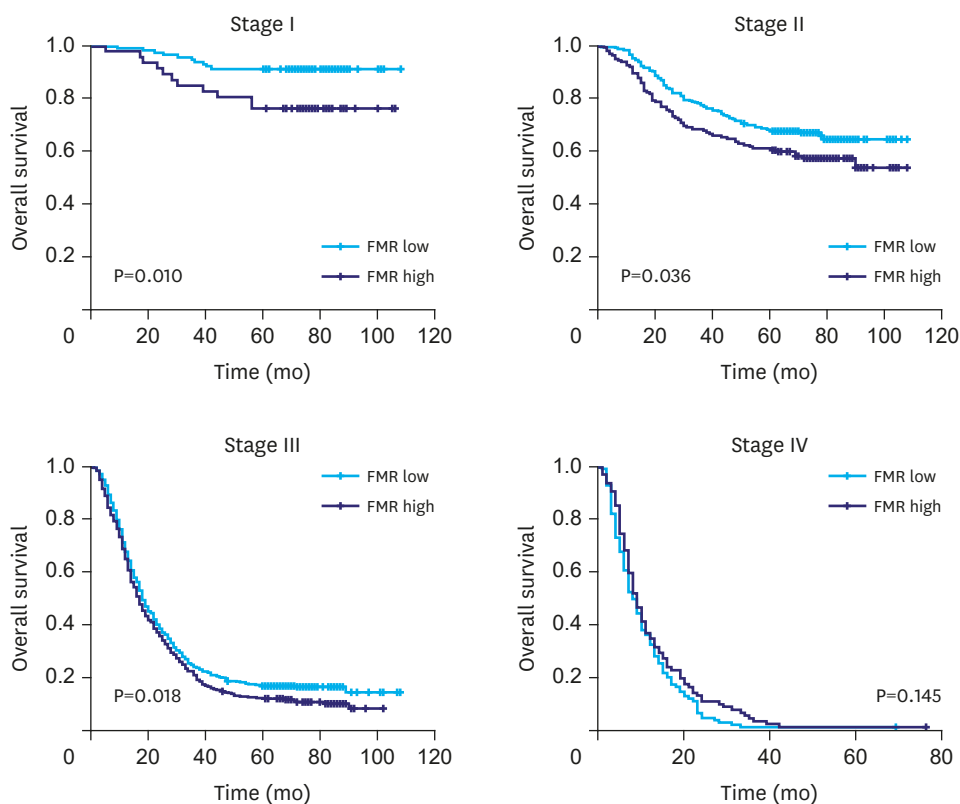 Stage I
1.0
0.8
0.6
0.4
0.2
0
Overall survival
FMR low
FMR high
P=0.010
20 40 60 80 100 120
Time (mo)
Stage II
1.0
0.8
0.6
0.4
0.2
0
Overall survival
FMR low
FMR high
P=0.036
20 40 60 80 100 120
Time (mo)
Stage III
1.0
0.8
0.6
0.4
0.2
0
Overall survival
FMR low
FMR high
P=0.018
20 40 60 80 100 120
Time (mo)
Stage IV
1.0
0.8
0.6
0.4
0.2
0
Overall survival
FMR low
FMR high
P=0.145
20 40 60 80
Time (mo)